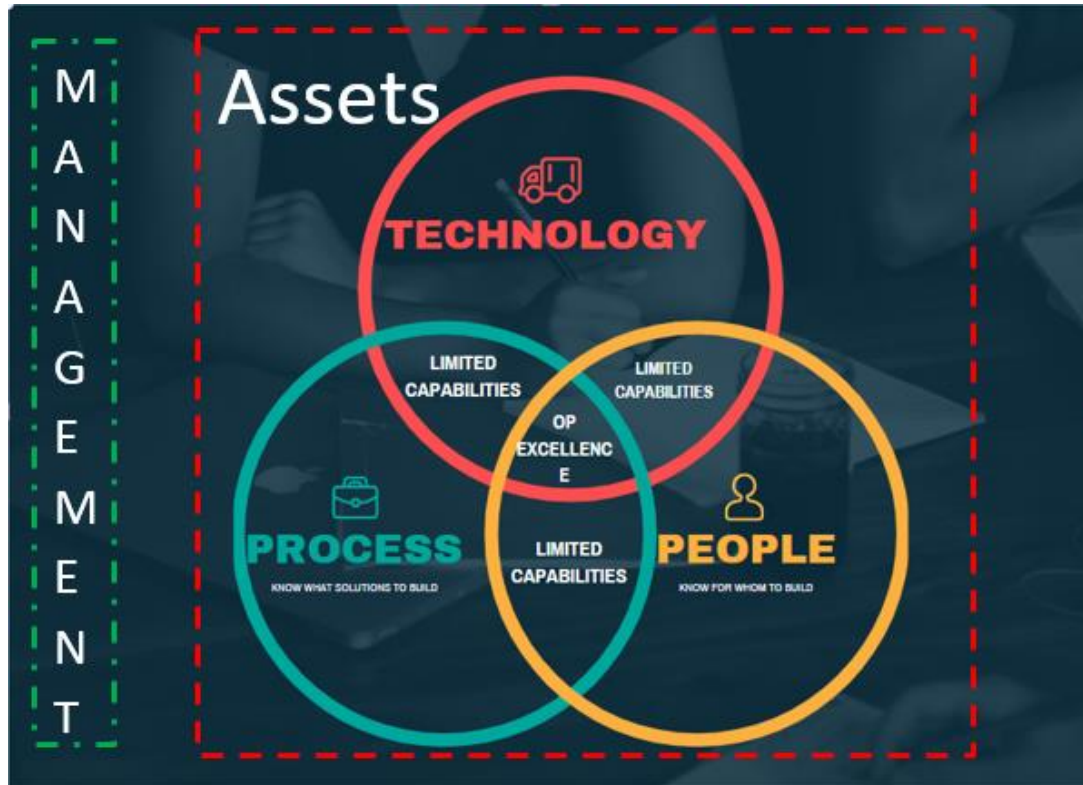 MANAGEMENT
Assets
TECHNOLOGY
LIMITED
CAPABILITIES
LIMITED
CAPABILITIES
OP
EXCELLENC
E
PROCESS
KNOW WHAT SOLUTIONS TO BUILD
LIMITED
CAPABILITIES
PEOPLE
KNOW FOR WHOM TO BUILD